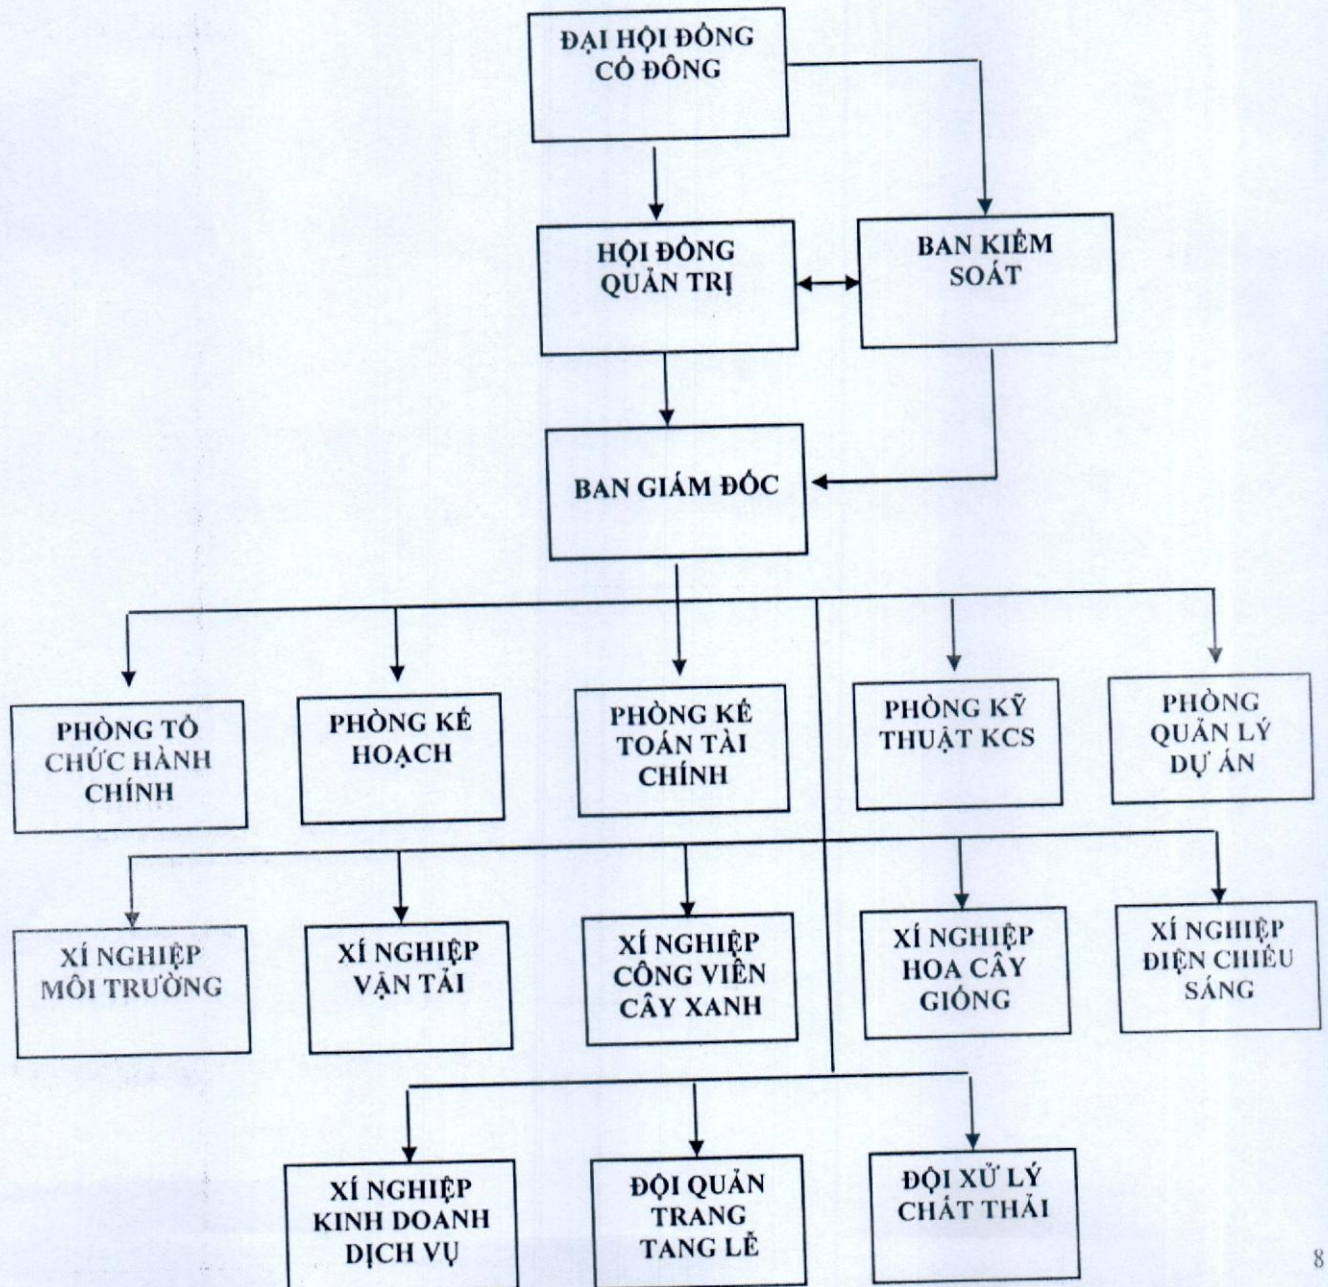 ĐẠI HỘI ĐỒNG
CỔ ĐÔNG
HỘI ĐỒNG
QUẢN TRỊ
BAN KIỂM
SOÁT
BAN GIÁM ĐỐC
PHÒNG TỔ
CHỨC HÀNH
CHÍNH
PHÒNG KẾ
HOẠCH
PHÒNG KẾ
TOÁN TÀI
CHÍNH
PHÒNG KỸ
THUẬT KCS
PHÒNG
QUẢN LÝ
DỰ ÁN
XÍ NGHIỆP
MÔI TRƯỜNG
XÍ NGHIỆP
VẬN TẢI
XÍ NGHIỆP
CÔNG VIÊN
CÂY XANH
XÍ NGHIỆP
HOA CÂY
GIỐNG
XÍ NGHIỆP
ĐIỆN CHIẾU
SÁNG
XÍ NGHIỆP
KINH DOANH
DỊCH VỤ
ĐỘI QUẢN
TRANG
TANG LỄ
ĐỘI XỬ LÝ
CHẤT THẢI
8